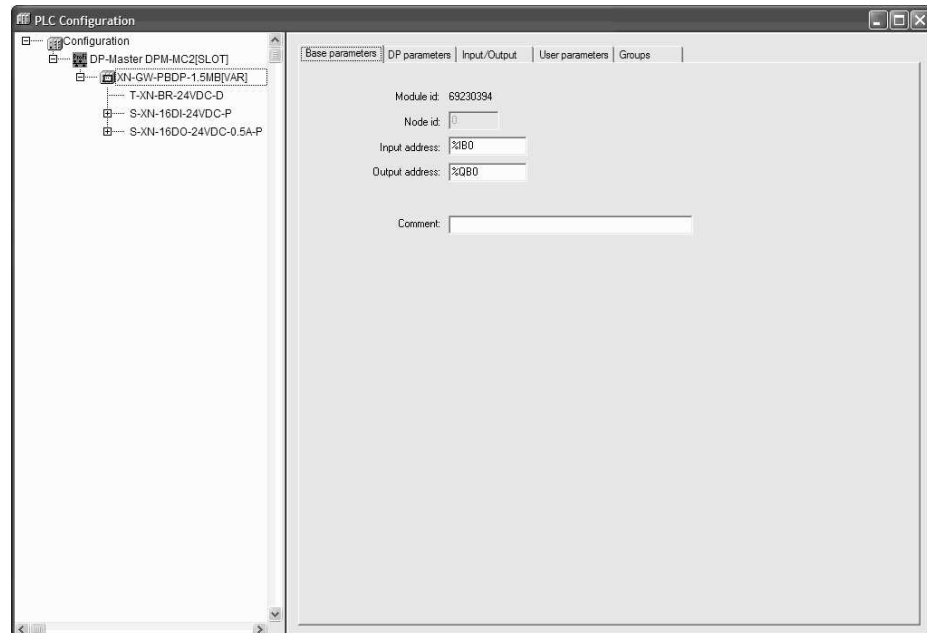 PLC Configuration
Configuration
DP-Master DPM-MC2[SLOT]
XN-GW-PBDP-1.5MB[VAR]
T-XN-BR-24VDC-D
S-XN-16DI-24VDC-P
S-XN-16DO-24VDC-0.5A-P
Base parameters DP parameters Input/Output User parameters Groups
Module id: 69230394
Node id: 0
Input address: %IB0
Output address: %QB0
Comment: